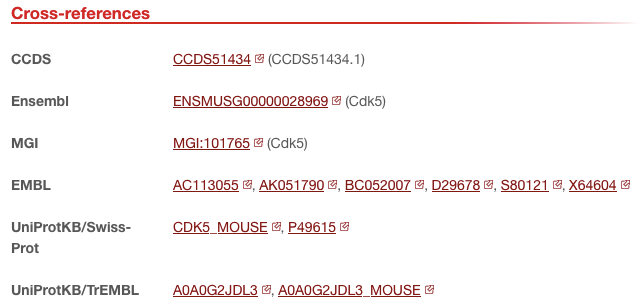 Cross-references
CCDS CCDS51434 (CCDS51434.1)
Ensembl ENSMUSG00000028969 (Cdk5)
MGI MGI:101765 (Cdk5)
EMBL AC113055, AK051790, BC052007, D29678, S80121, X64604
UniProtKB/Swiss- CDK5_MOUSE, P49615
Prot
UniProtKB/TrEMBL A0A0G2JDL3, A0A0G2JDL3_MOUSE